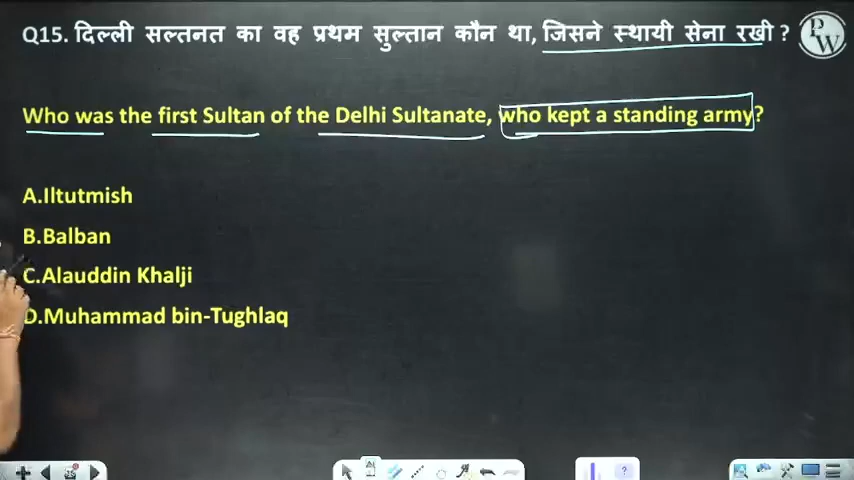 Q15. दिल्ली सल्तनत का वह प्रथम सुल्तान कौन था, जिसने स्थायी सेना रखी ?
PW
Who was the first Sultan of the Delhi Sultanate, who kept a standing army?
A.Iltutmish
B.Balban
C.Alauddin Khalji
D.Muhammad bin-Tughlaq